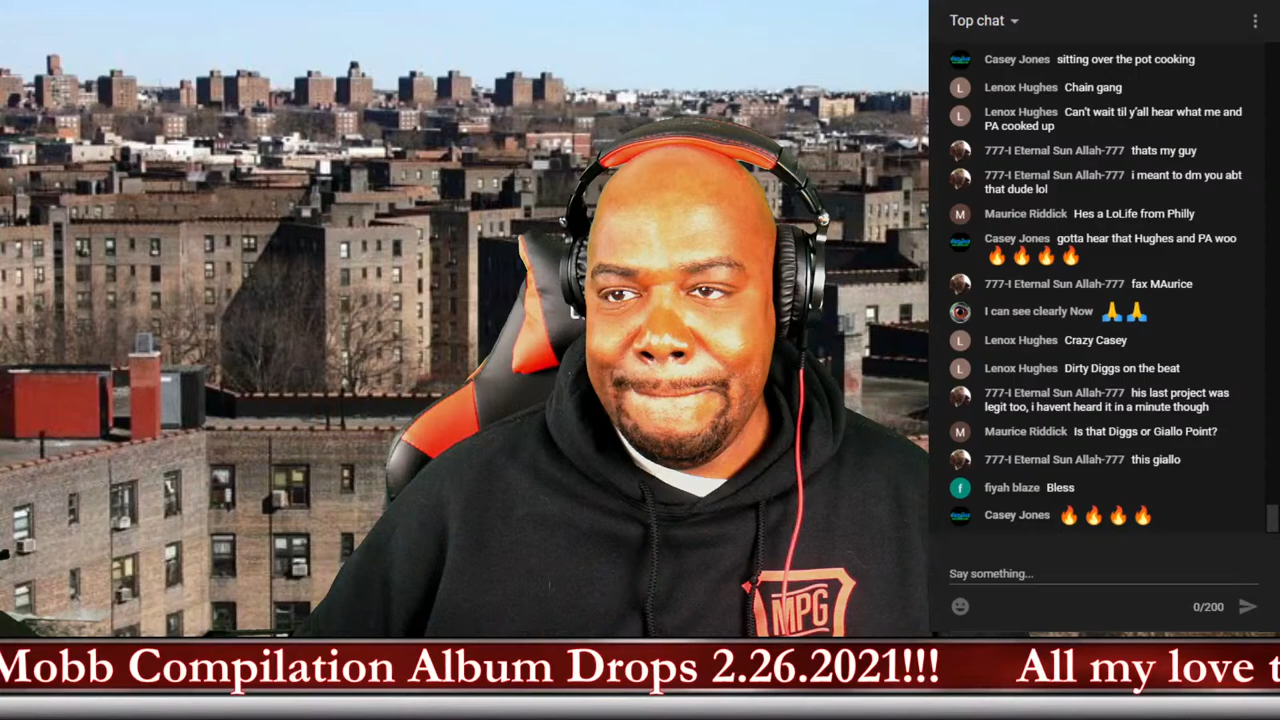 Top chat
Casey Jones sitting over the pot cooking
Lenox Hughes Chain gang
Lenox Hughes Can't wait til y'all hear what me and
PA cooked up
777-I Eternal Sun Allah-777 thats my guy
777-I Eternal Sun Allah-777 i meant to dm you abt
that dude lol
Maurice Riddick Hes a LoLife from Philly
Casey Jones gotta hear that Hughes and PA woo
777-I Eternal Sun Allah-777 fax MAurice
I can see clearly Now
Lenox Hughes Crazy Casey
Lenox Hughes Dirty Diggs on the beat
777-I Eternal Sun Allah-777 his last project was
legit too, i havent heard it in a minute though
Maurice Riddick Is that Diggs or Giallo Point?
777-I Eternal Sun Allah-777 this giallo
fiyah blaze Bless
Casey Jones
Say something...
0/200
MPG
Mobb Compilation Album Drops 2.26.2021!!! All my love t